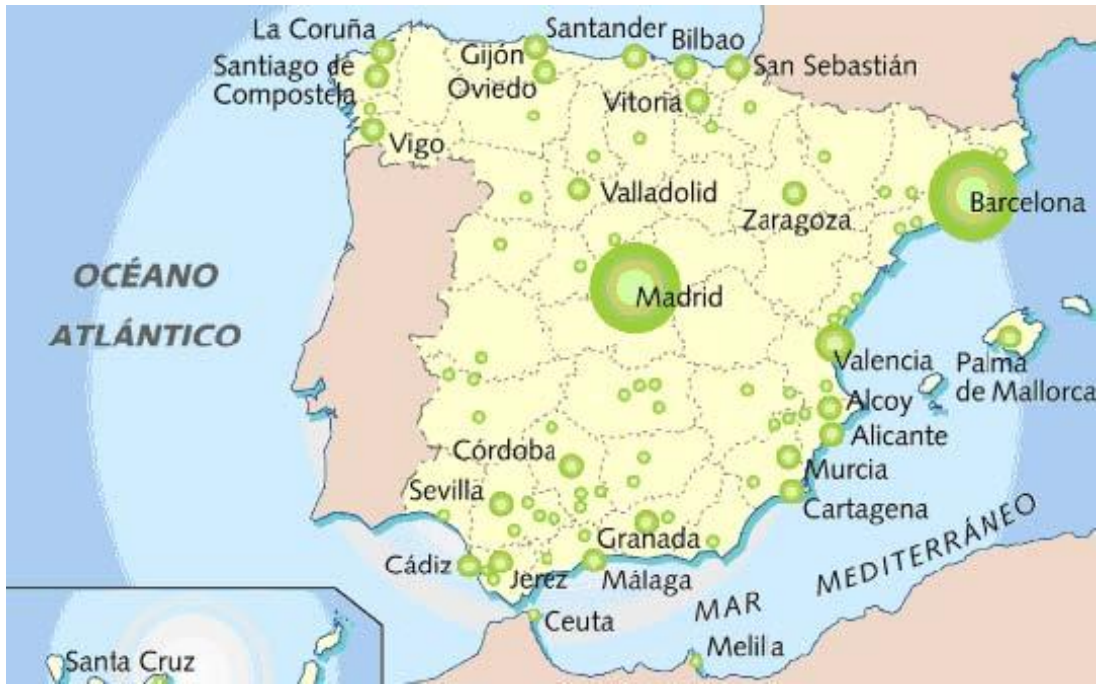 La Coruña
Santander
Gijón
Bilbao
Santiago de
Compostela
Oviedo
San Sebastián
Vitoria
Vigo
Valladolid
Zaragoza
Barcelona
OCÉANO
ATLÁNTICO
Madrid
Valencia
Palma
de Mallorca
Alcoy
Alicante
Córdoba
Murcia
Sevilla
Cartagena
Granada
Cádiz
Jerez
Málaga
MAR MEDITERRÁNEO
Ceuta
Melilla
Santa Cruz